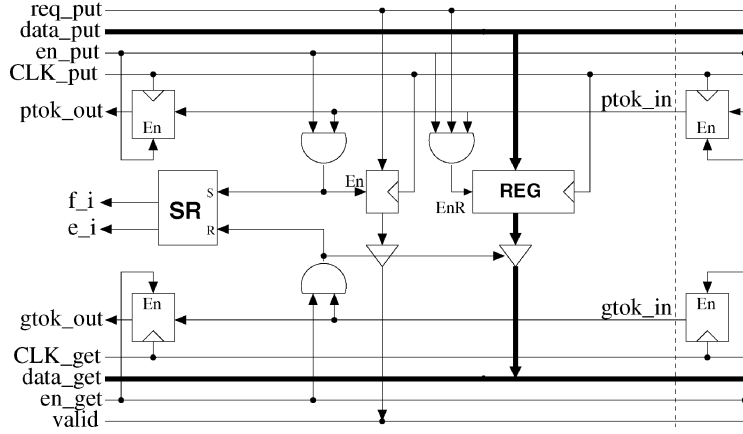 req_put
data_put
en_put
CLK_put
ptok_out
En
ptok_in
En
f_i
e_i
SR
S
R
En
EnR
REG
gtok_out
En
gtok_in
En
CLK_get
data_get
en_get
valid